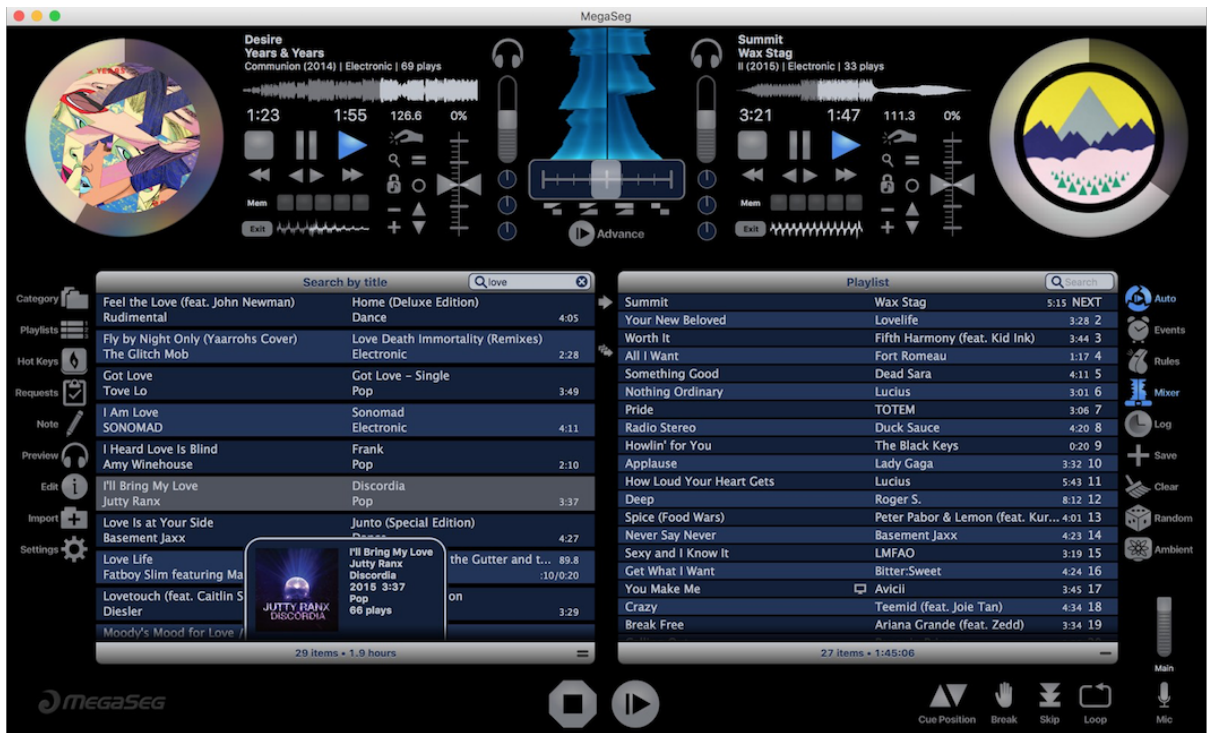 MegaSeg
Desire
Years & Years
Communion (2014) | Electronic | 69 plays
1:23 1:55 126.6 0%
Mem
Exit
Advance
Summit
Wax Stag
II (2015) | Electronic | 33 plays
3:21 1:47 111.3 0%
Mem
Exit
Category
Playlists
Hot Keys
Requests
Note
Preview
Edit
Import
Settings
Search by title love
Feel the Love (feat. John Newman) Home (Deluxe Edition)
Rudimental Dance 4:05
Fly by Night Only (Yaarrohs Cover) Love Death Immortality (Remixes)
The Glitch Mob Electronic 2:28
Got Love Got Love – Single
Tove Lo Pop 3:49
I Am Love Sonomad
SONOMAD Electronic 4:11
I Heard Love Is Blind Frank
Amy Winehouse Pop 2:10
I'll Bring My Love Discordia
Jutty Ranx Pop 3:37
Love Is at Your Side Junto (Special Edition)
Basement Jaxx 4:27
Love Life the Gutter and t... 89.8
Fatboy Slim featuring Ma :10/0:20
Lovetouch (feat. Caitlin S on
Diesler 3:29
Moody's Mood for Love /
JUTTY RANX
DISCORDIA
I'll Bring My Love
Jutty Ranx
Discordia
2015 3:37
Pop
66 plays
29 items • 1.9 hours
Playlist Search
Summit Wax Stag 5:15 NEXT
Your New Beloved Lovelife 3:28 2
Worth It Fifth Harmony (feat. Kid Ink) 3:44 3
All I Want Fort Romeau 1:17 4
Something Good Dead Sara 4:11 5
Nothing Ordinary Lucius 3:01 6
Pride TOTEM 3:06 7
Radio Stereo Duck Sauce 4:20 8
Howlin' for You The Black Keys 0:20 9
Applause Lady Gaga 3:32 10
How Loud Your Heart Gets Lucius 5:43 11
Deep Roger S. 8:12 12
Spice (Food Wars) Peter Pabor & Lemon (feat. Kur... 4:01 13
Never Say Never Basement Jaxx 4:23 14
Sexy and I Know It LMFAO 3:19 15
Get What I Want Bitter:Sweet 4:24 16
You Make Me Avicii 3:45 17
Crazy Teemid (feat. Joie Tan) 4:34 18
Break Free Ariana Grande (feat. Zedd) 3:34 19
27 items • 1:45:06
Auto
Events
Rules
Mixer
Log
Save
Clear
Random
Ambient
Main
MegaSeg
Cue Position Break Skip Loop Mic